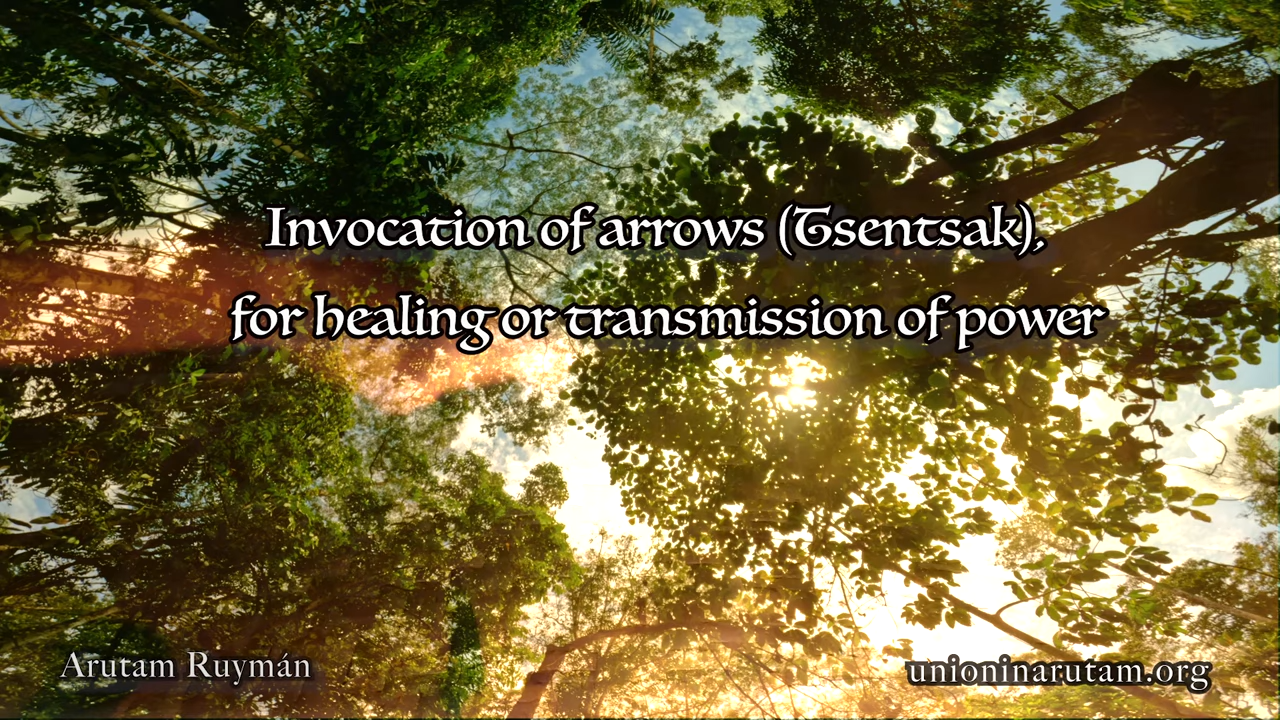 Invocation of arrows (Tsentsak),
for healing or transmission of power
Arutam Ruymán
unioninarutam.org